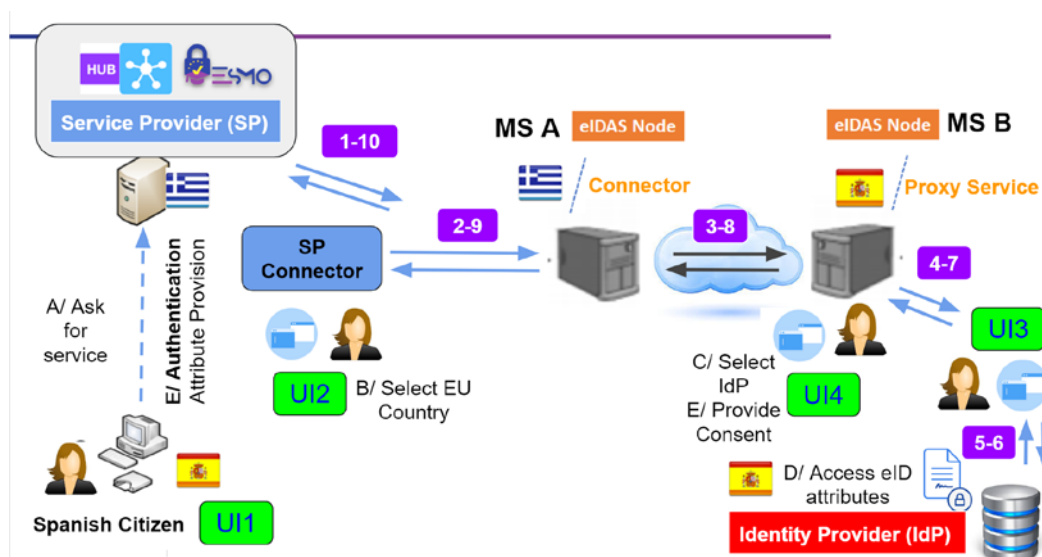 HUB
ESMO
Service Provider (SP)
1-10
MS A
eIDAS Node
eIDAS Node
MS B
Connector
Proxy Service
2-9
3-8
4-7
SP
Connector
A/ Ask
for
service
E/ Authentication
Attribute Provision
UI2
B/ Select EU
Country
C/ Select
IdP
E/ Provide
Consent
UI4
UI3
5-6
D/ Access eID
attributes
Spanish Citizen
UI1
Identity Provider (IdP)